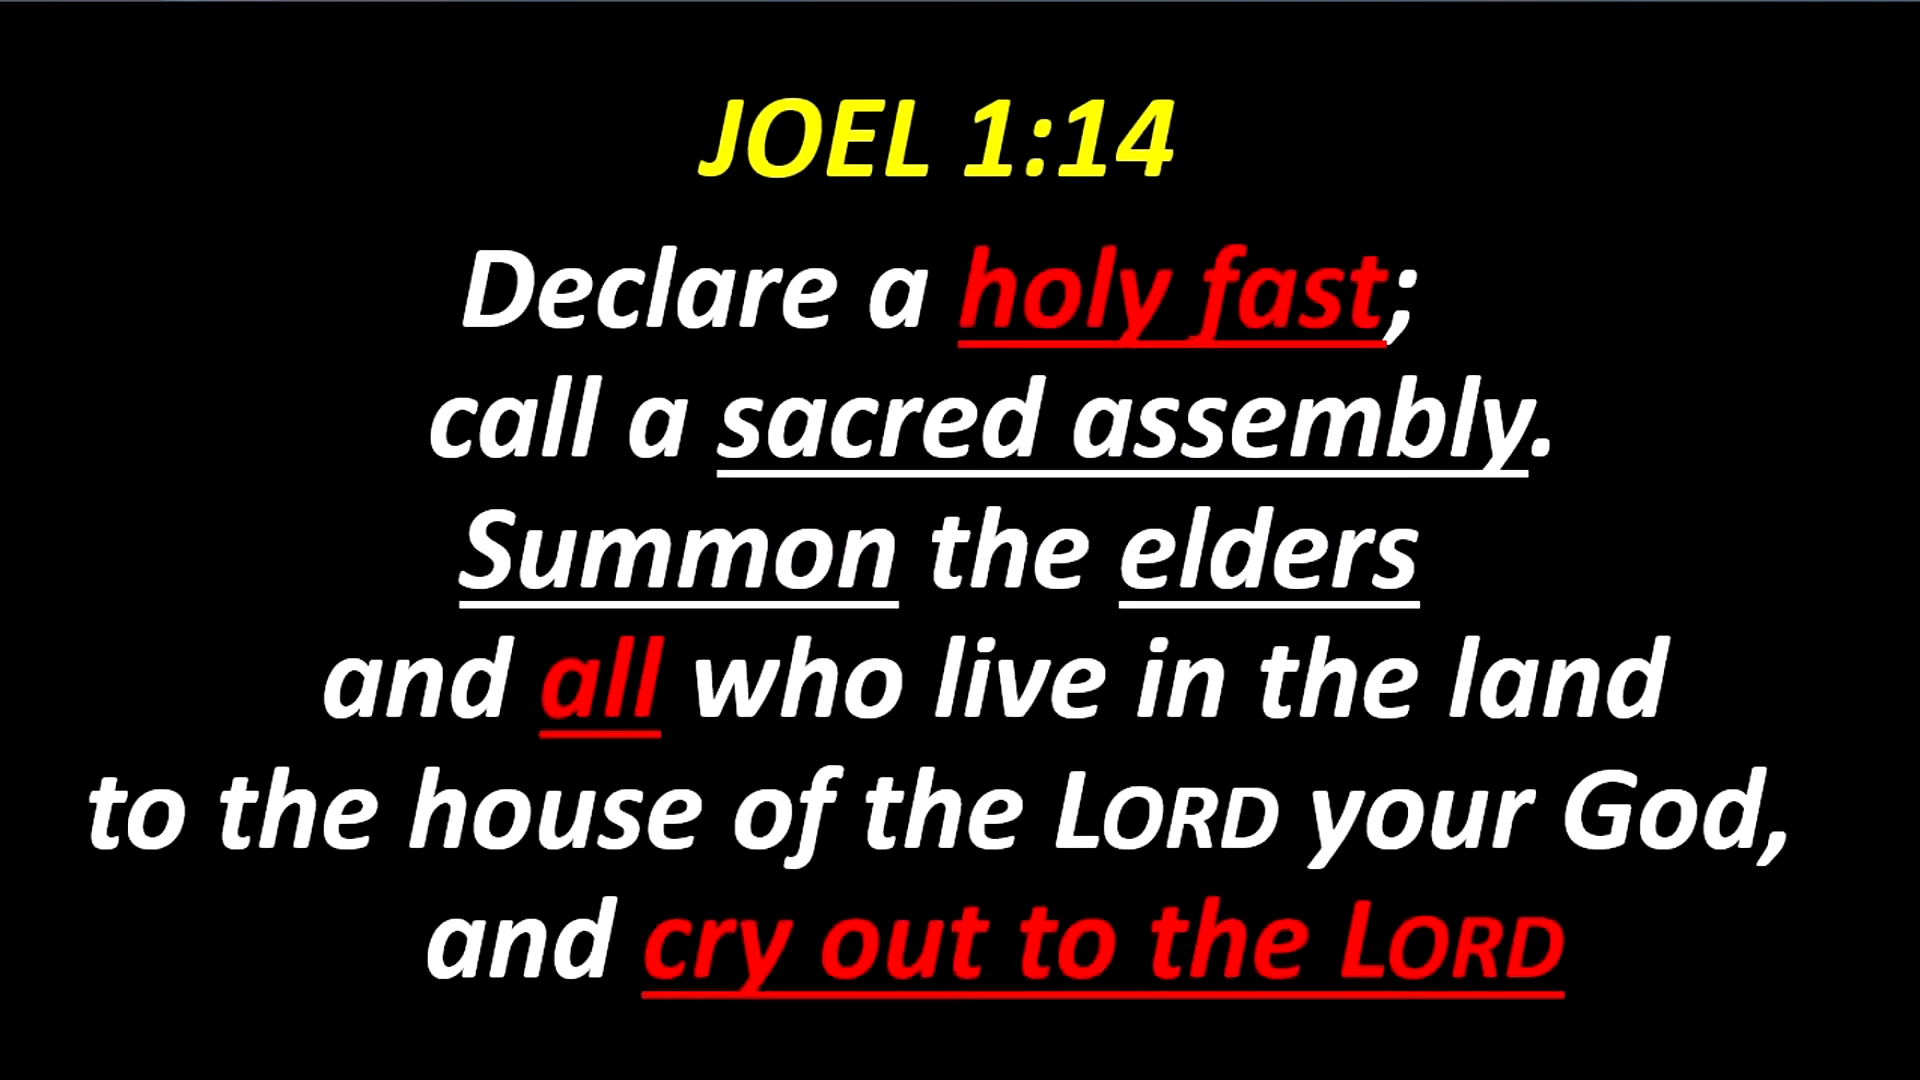 JOEL 1:14
Declare a holy fast;
call a sacred assembly.
Summon the elders
and all who live in the land
to the house of the LORD your God,
and cry out to the LORD